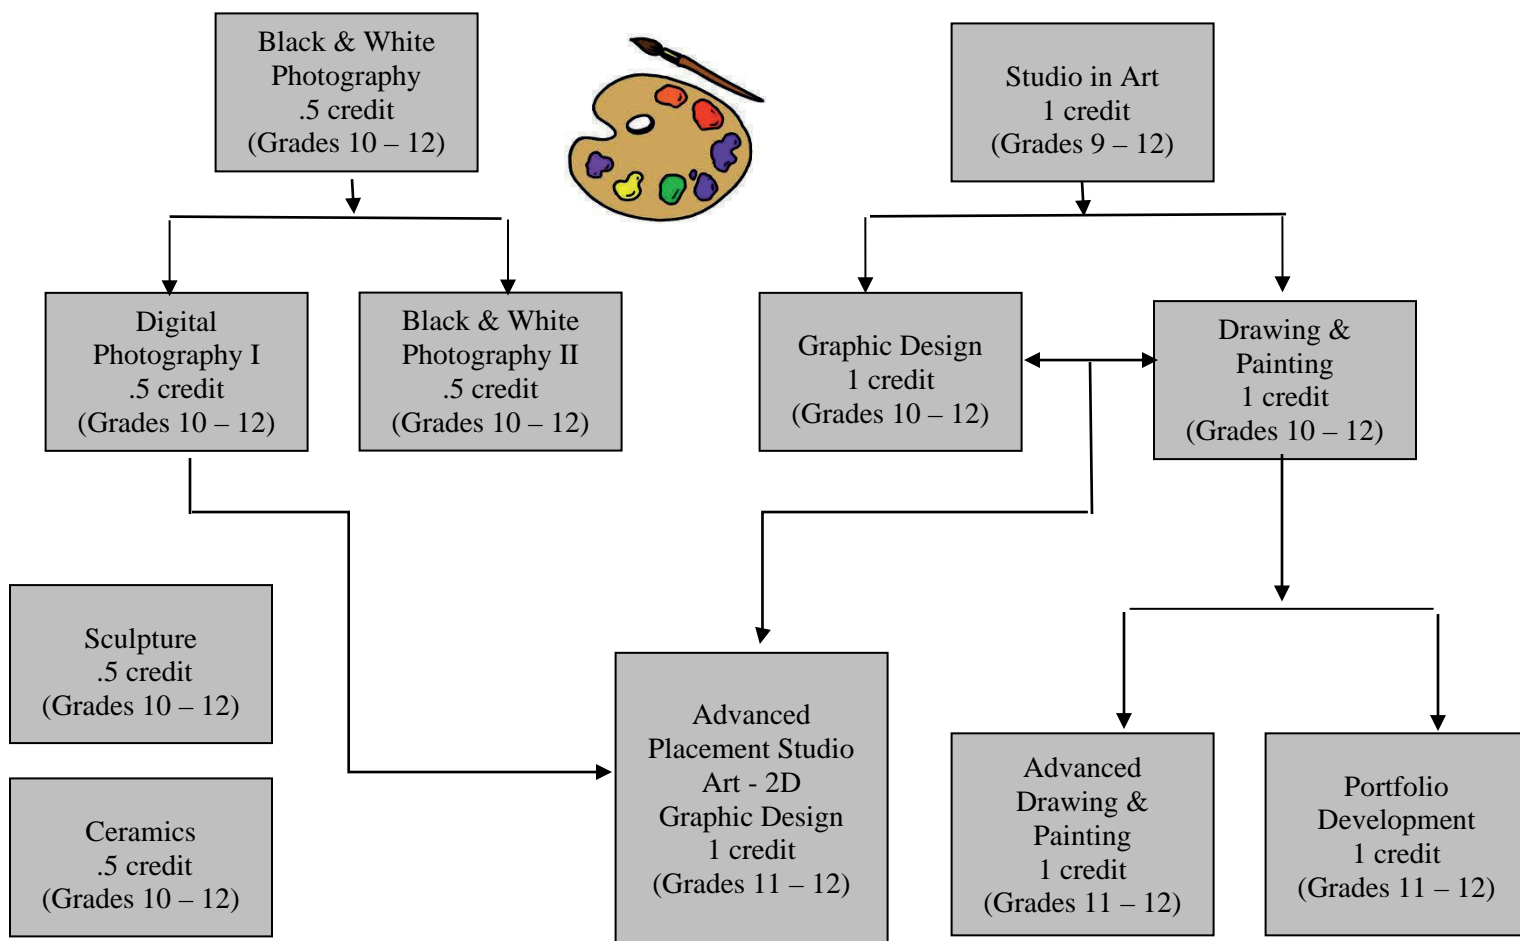 Black & White
Photography
.5 credit
(Grades 10 – 12)
Studio in Art
1 credit
(Grades 9 – 12)
Digital
Photography I
.5 credit
(Grades 10 – 12)
Black & White
Photography II
.5 credit
(Grades 10 – 12)
Graphic Design
1 credit
(Grades 10 – 12)
Drawing &
Painting
1 credit
(Grades 10 – 12)
Sculpture
.5 credit
(Grades 10 – 12)
Ceramics
.5 credit
(Grades 10 – 12)
Advanced
Placement Studio
Art - 2D
Graphic Design
1 credit
(Grades 11 – 12)
Advanced
Drawing &
Painting
1 credit
(Grades 11 – 12)
Portfolio
Development
1 credit
(Grades 11 – 12)